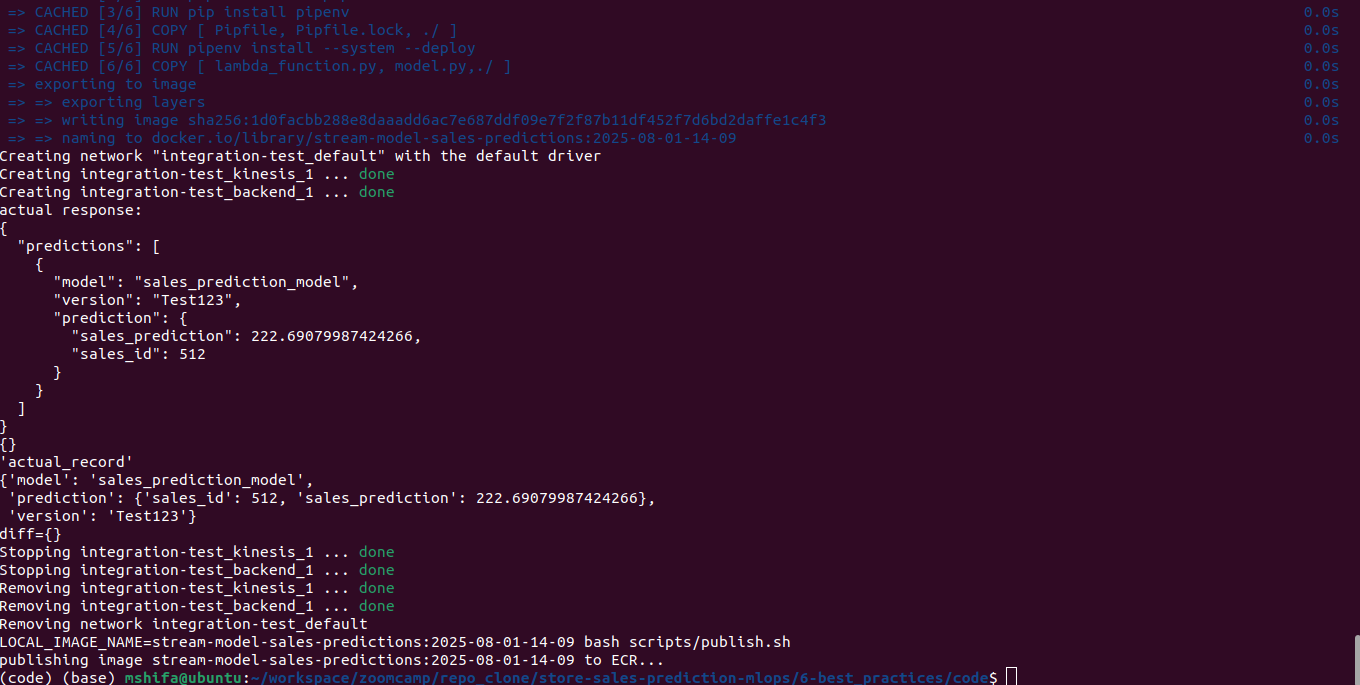 => CACHED [3/6] RUN pip install pipenv 0.0s
=> CACHED [4/6] COPY [ Pipfile, Pipfile.lock, ./ ] 0.0s
=> CACHED [5/6] RUN pipenv install --system --deploy 0.0s
=> CACHED [6/6] COPY [ lambda_function.py, model.py,./ ] 0.0s
=> exporting to image 0.0s
=> => exporting layers 0.0s
=> => writing image sha256:1d0facbb288e8daaadd6ac7e687ddf09e7f2f87b11df452f7d6bd2daffe1c4f3 0.0s
=> => naming to docker.io/library/stream-model-sales-predictions:2025-08-01-14-09 0.0s
Creating network "integration-test_default" with the default driver
Creating integration-test_kinesis_1 ... done
Creating integration-test_backend_1 ... done
actual response:
{
  "predictions": [
    {
      "model": "sales_prediction_model",
      "version": "Test123",
      "prediction": {
        "sales_prediction": 222.69079987424266,
        "sales_id": 512
      }
    }
  ]
}
{}
'actual_record'
{'model': 'sales_prediction_model',
 'prediction': {'sales_id': 512, 'sales_prediction': 222.69079987424266},
 'version': 'Test123'}
diff={}
Stopping integration-test_kinesis_1 ... done
Stopping integration-test_backend_1 ... done
Removing integration-test_kinesis_1 ... done
Removing integration-test_backend_1 ... done
Removing network integration-test_default
LOCAL_IMAGE_NAME=stream-model-sales-predictions:2025-08-01-14-09 bash scripts/publish.sh
publishing image stream-model-sales-predictions:2025-08-01-14-09 to ECR...
(code) (base) mshifa@ubuntu:~/workspace/zoomcamp/repo_clone/store-sales-prediction-mlops/6-best_practices/code$